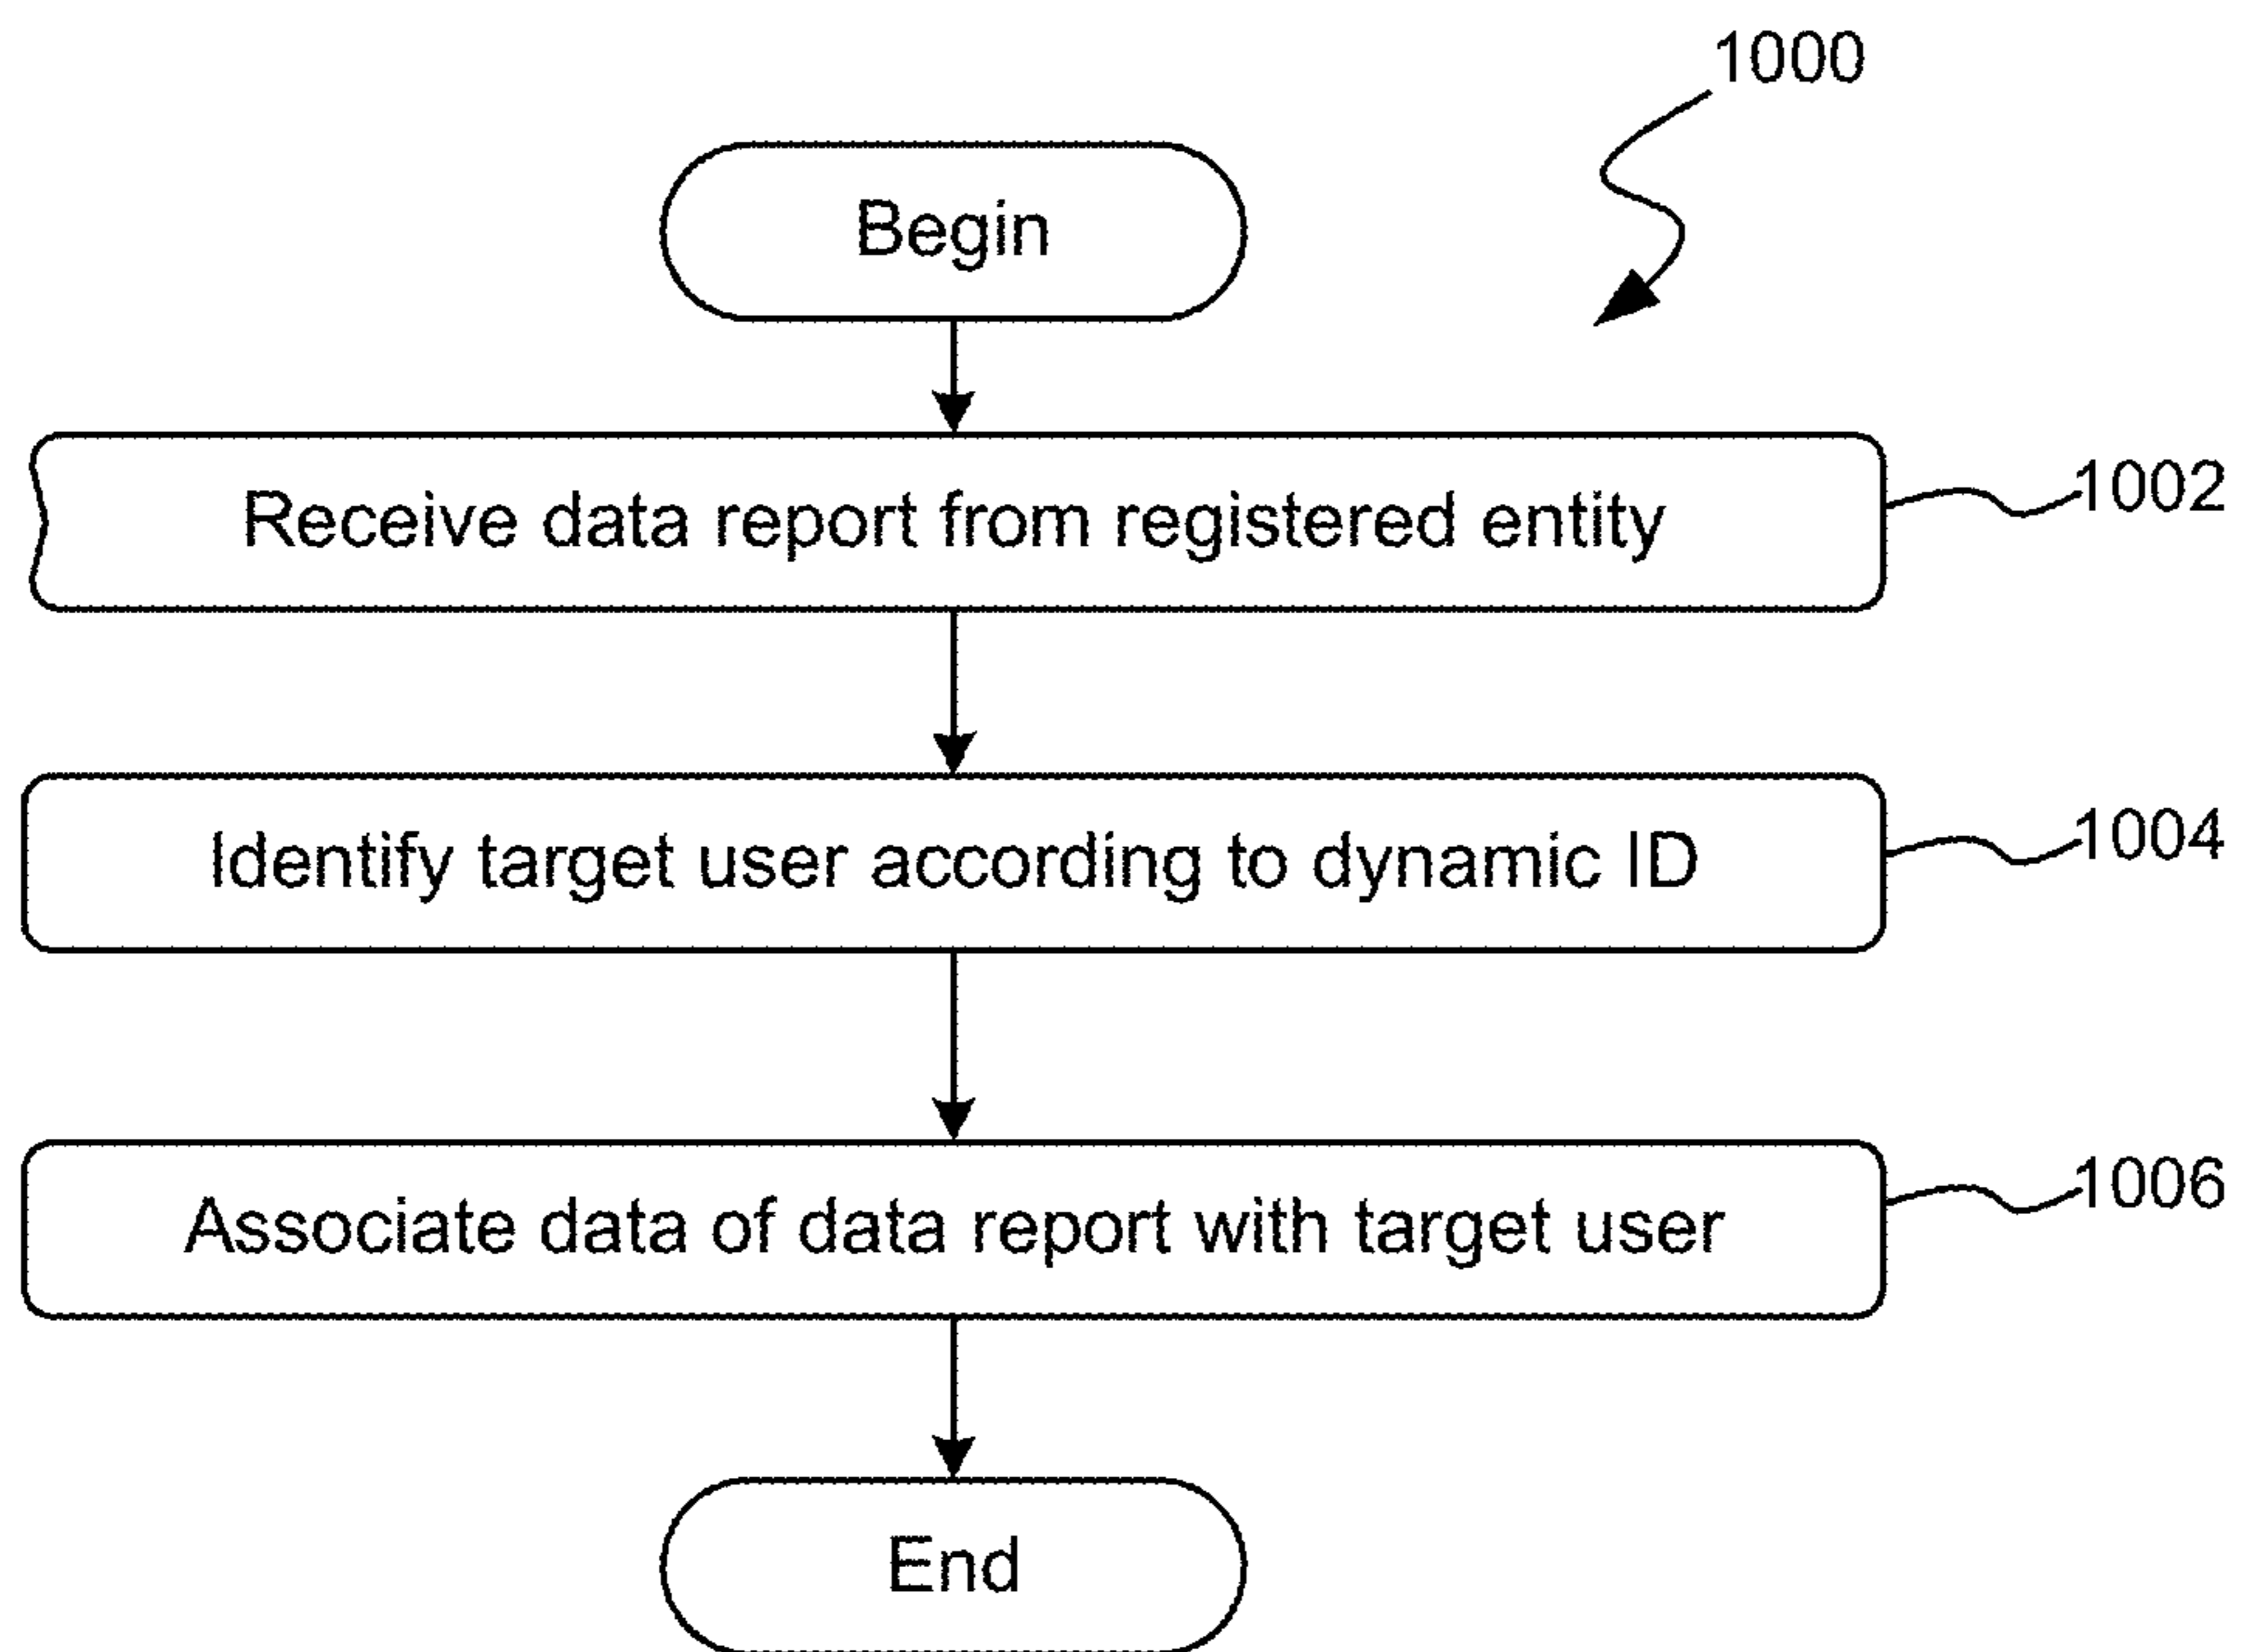 1000
Begin
Receive data report from registered entity
1002
Identify target user according to dynamic ID
1004
Associate data of data report with target user
1006
End